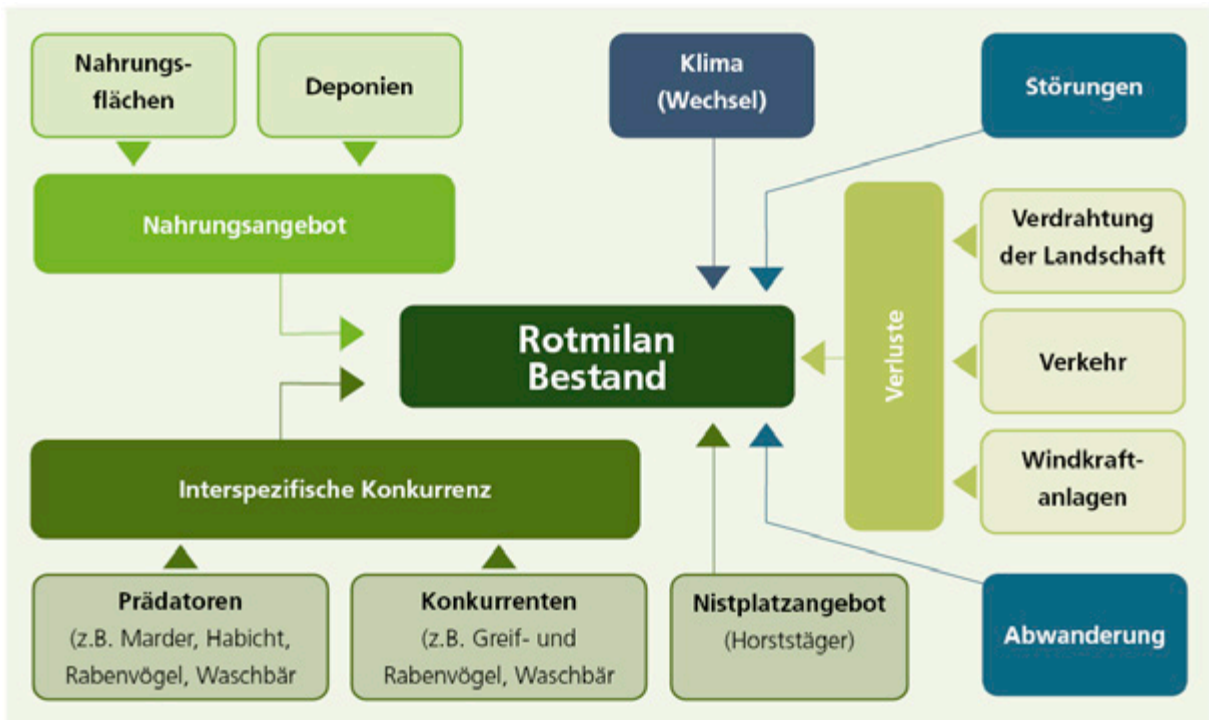 Nahrungs-
flächen
Deponien
Klima
(Wechsel)
Störungen
Nahrungsangebot
Verdrahtung
der Landschaft
Rotmilan
Bestand
Verluste
Verkehr
Interspezifische Konkurrenz
Windkraft-
anlagen
Prädatoren
(z.B. Marder, Habicht,
Rabenvögel, Waschbär
Konkurrenten
(z.B. Greif- und
Rabenvögel, Waschbär
Nistplatzangebot
(Horststäger)
Abwanderung